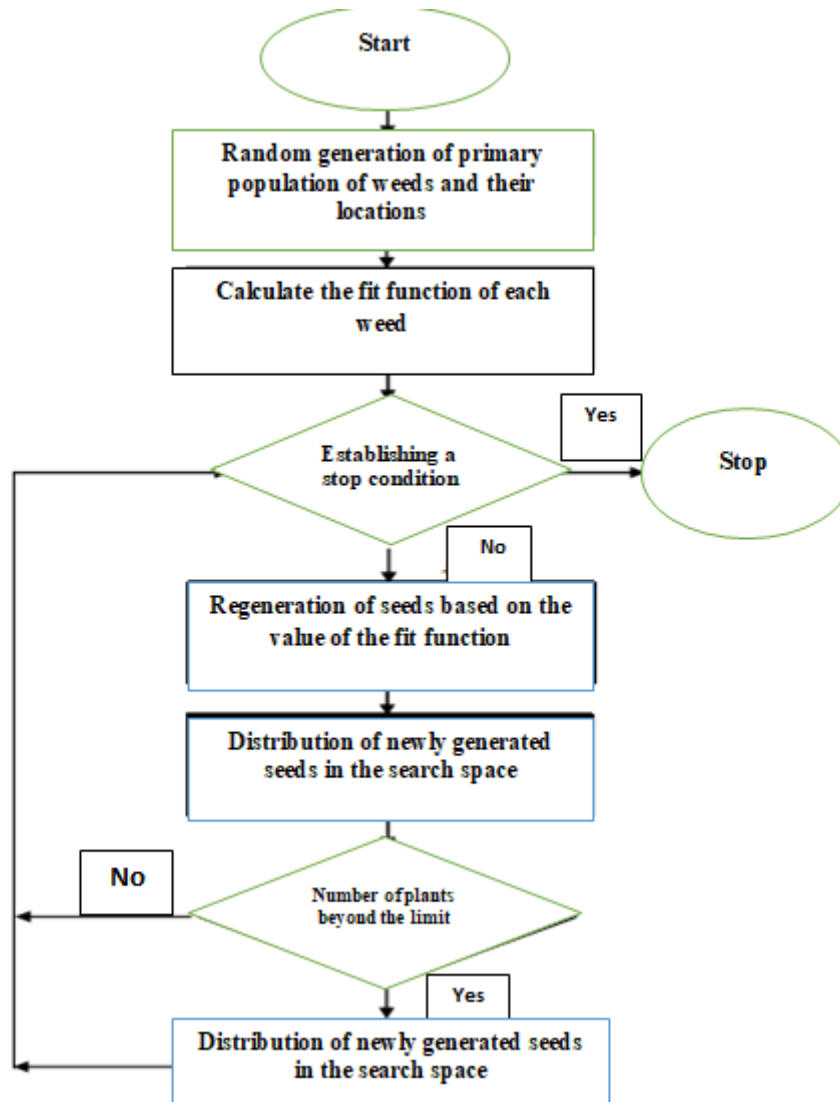 Start
Random generation of primary
population of weeds and their
locations
Calculate the fit function of each
weed
Establishing a
stop condition
Yes
Stop
No
Regeneration of seeds based on the
value of the fit function
Distribution of newly generated
seeds in the search space
No
Number of plants
beyond the limit
Yes
Distribution of newly generated seeds
in the search space